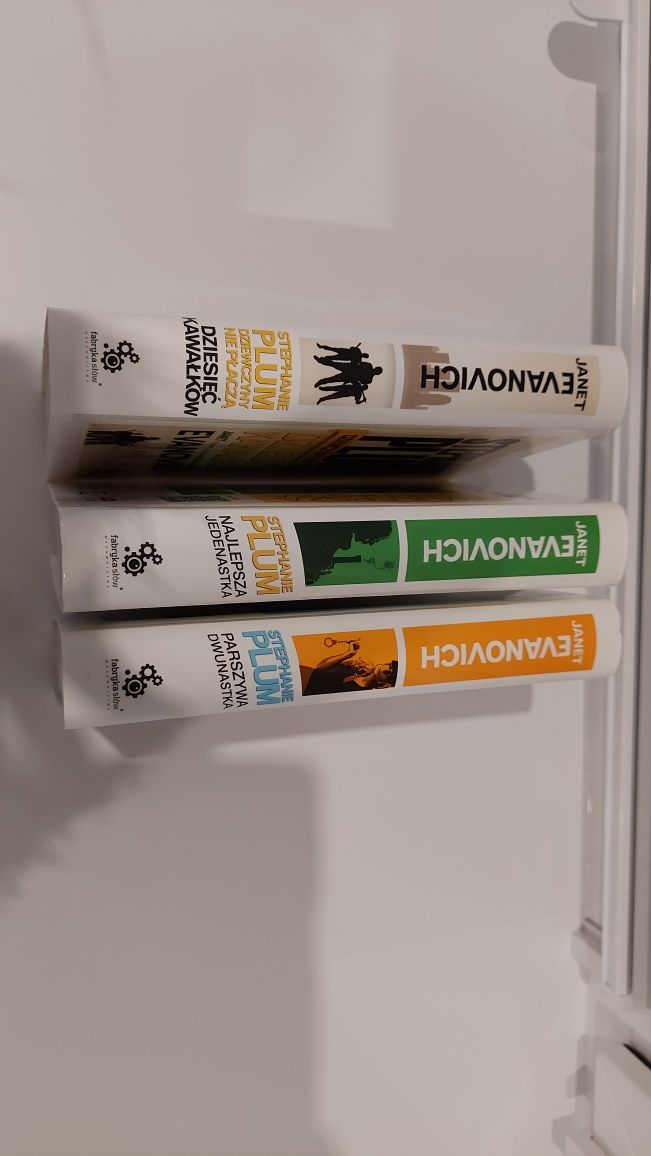 JANET
EVANOVICH
STEPHANIE
PLUM
DZIEWCZYNY
NIE PŁACZĄ
DZIESIĘĆ
KAWAŁKÓW
fabryka słów
JANET
EVANOVICH
STEPHANIE
PLUM
NAJLEPSZA
JEDENASTKA
fabryka słów
JANET
EVANOVICH
STEPHANIE
PLUM
PARSZYWA
DWUNASTKA
fabryka słów